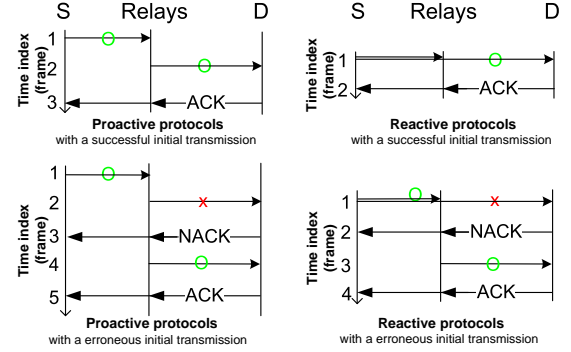 S Relays D
S Relays D
Time index
(frame)
1
O
2
O
3
ACK
Proactive protocols
with a successful initial transmission
Time index
(frame)
1
O
2
ACK
Reactive protocols
with a successful initial transmission
Time index
(frame)
1
O
2
x
3
NACK
4
O
5
ACK
Proactive protocols
with a erroneous initial transmission
Time index
(frame)
O
1
x
2
NACK
3
O
4
ACK
Reactive protocols
with a erroneous initial transmission